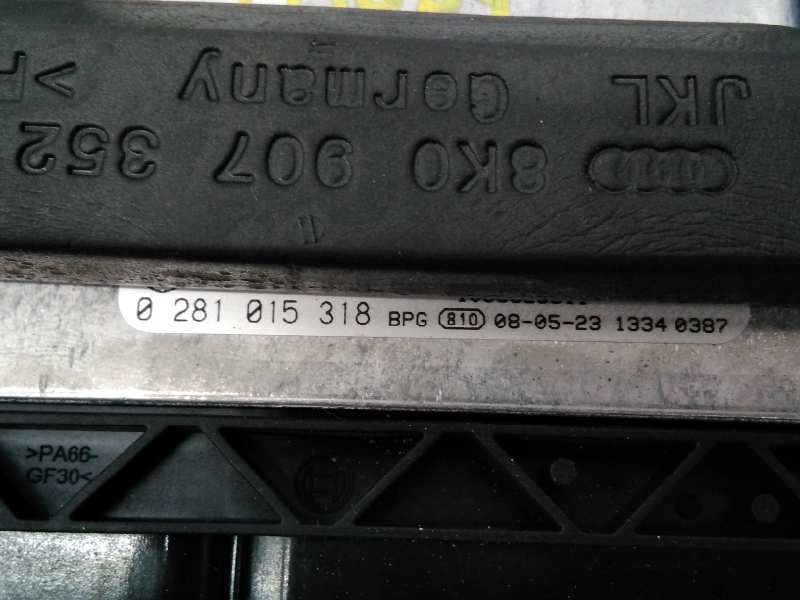 8K0 907 352
Germany JKL
0 281 015 318 BPG 810 08-05-23 1334 0387
>PA66-
GF30<